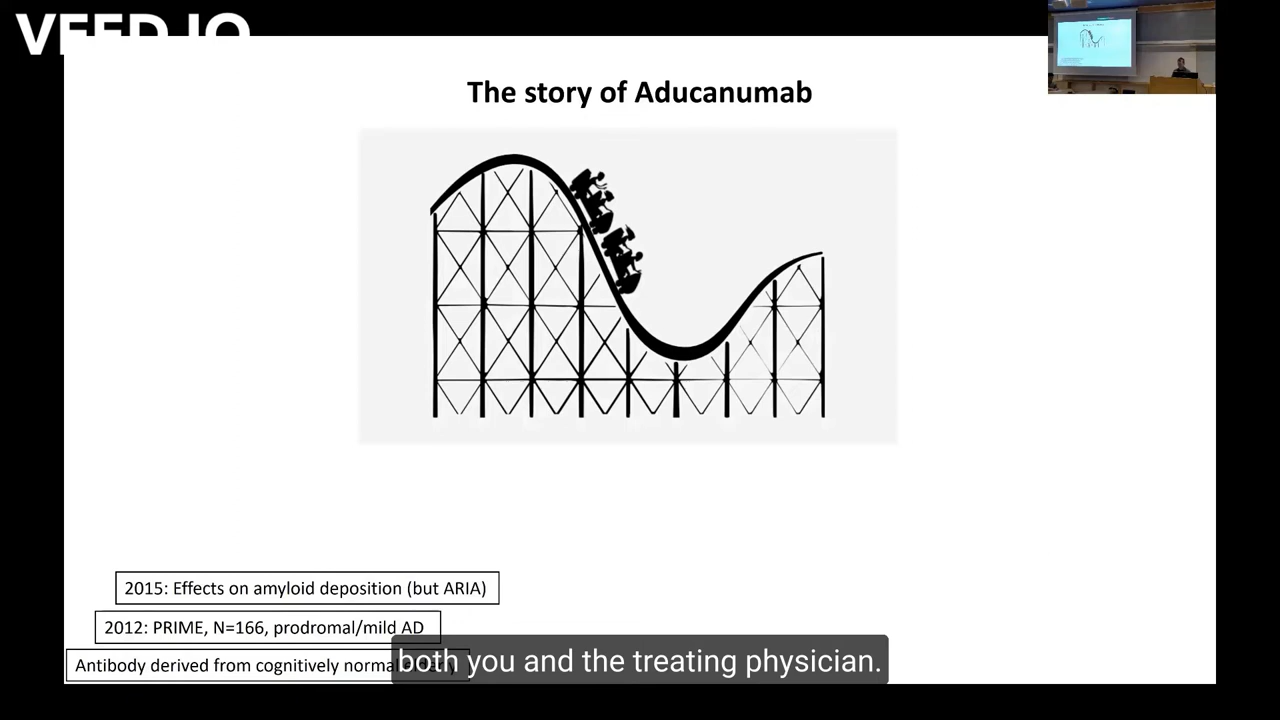 VEED.IO
The story of Aducanumab
2015: Effects on amyloid deposition (but ARIA)
2012: PRIME, N=166, prodromal/mild AD
Antibody derived from cognitively normal
both you and the treating physician.